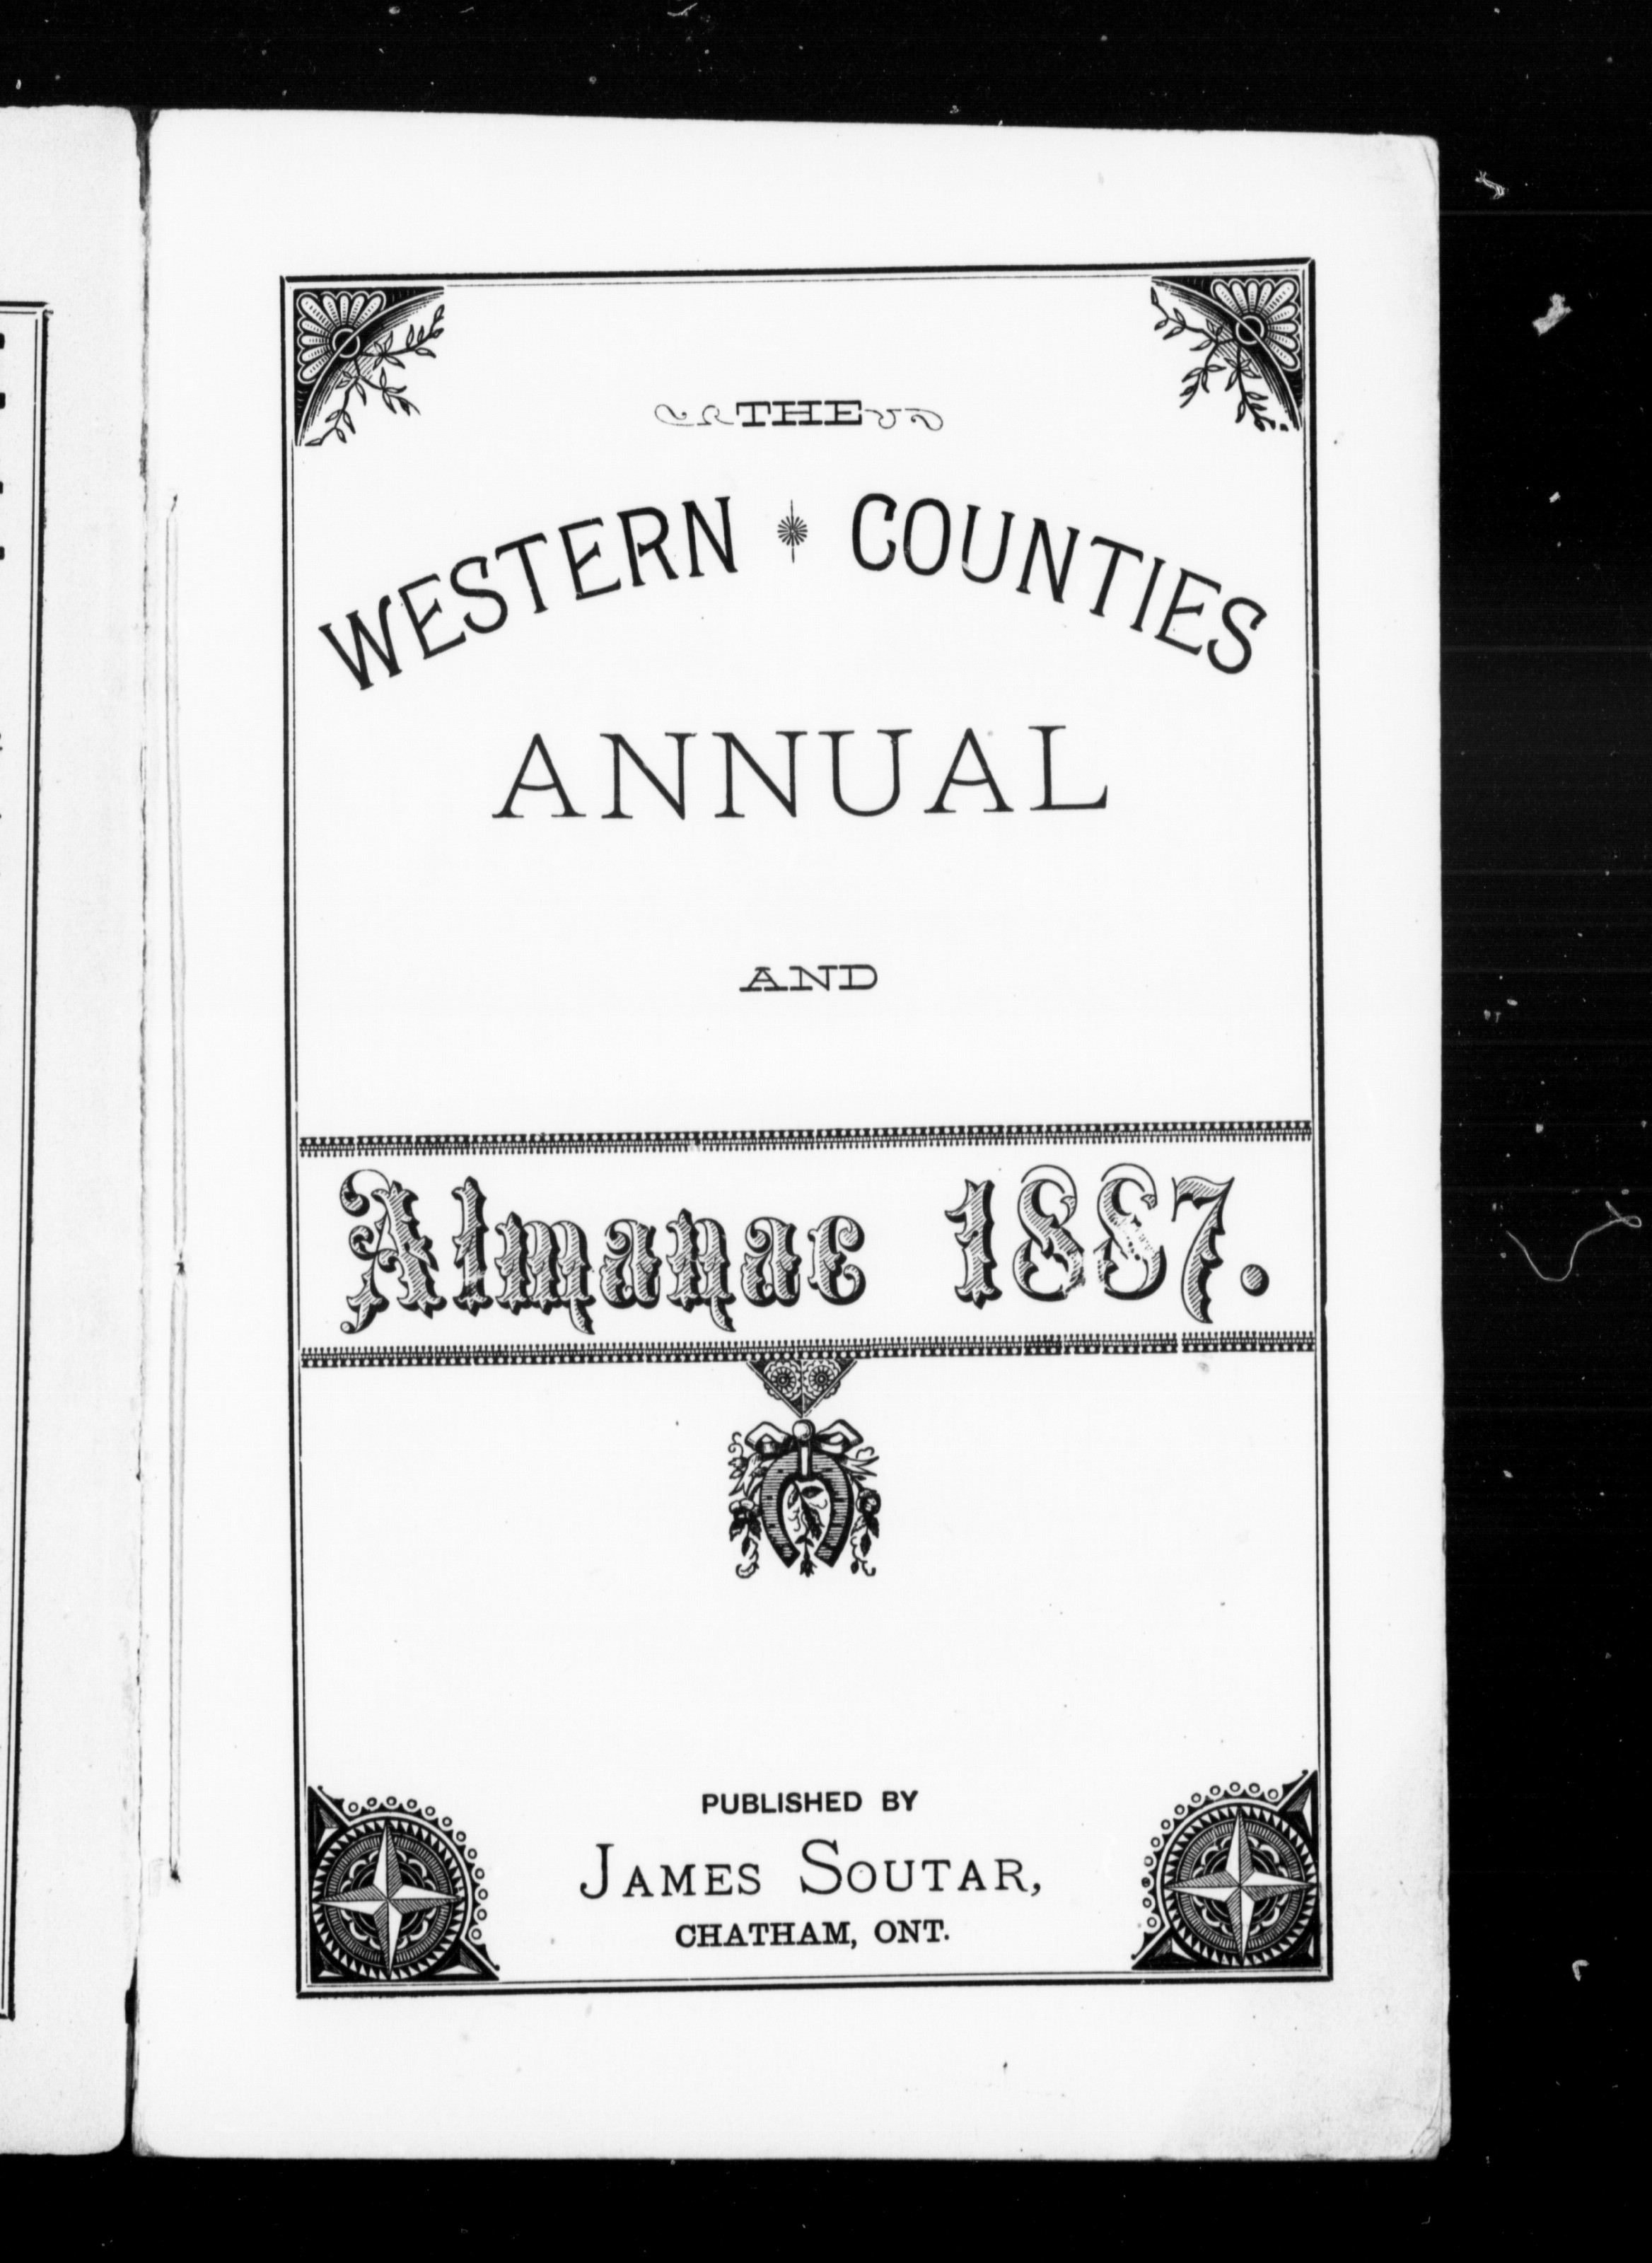 THE
WESTERN COUNTIES
ANNUAL
AND
Almanac 1887.
PUBLISHED BY
JAMES SOUTAR,
CHATHAM, ONT.